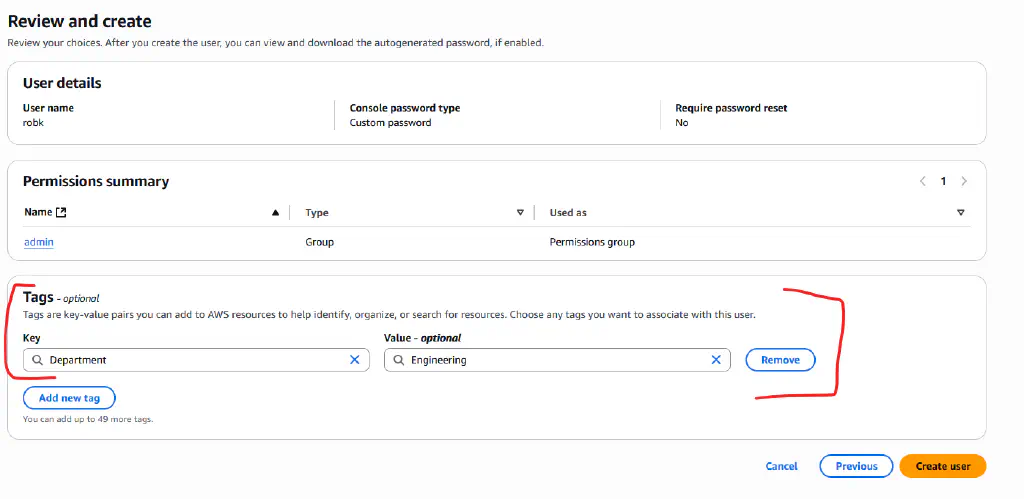 Review and create
Review your choices. After you create the user, you can view and download the autogenerated password, if enabled.
User details
User name
robk
Console password type
Custom password
Require password reset
No
Permissions summary
1
Name Type Used as
admin Group Permissions group
Tags - optional
Tags are key-value pairs you can add to AWS resources to help identify, organize, or search for resources. Choose any tags you want to associate with this user.
Key Value - optional
Department Engineering Remove
Add new tag
You can add up to 49 more tags.
Cancel Previous Create user